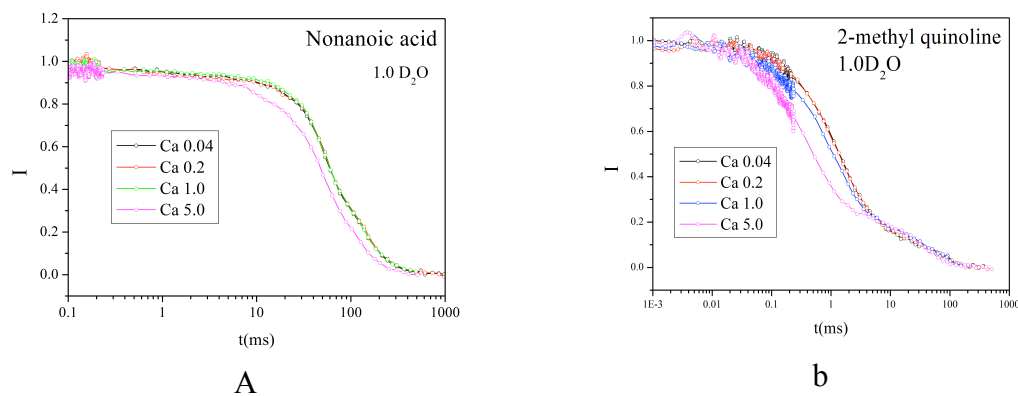 Nonanoic acid
1.0 D2O
I
1.2
1.0
0.8
0.6
0.4
0.2
0.0
Ca 0.04
Ca 0.2
Ca 1.0
Ca 5.0
0.1 1 10 100 1000
t(ms)
A
2-methyl quinoline
1.0D2O
I
1.0
0.8
0.6
0.4
0.2
0.0
Ca 0.04
Ca 0.2
Ca 1.0
Ca 5.0
1E-3 0.01 0.1 1 10 100 1000
t(ms)
b